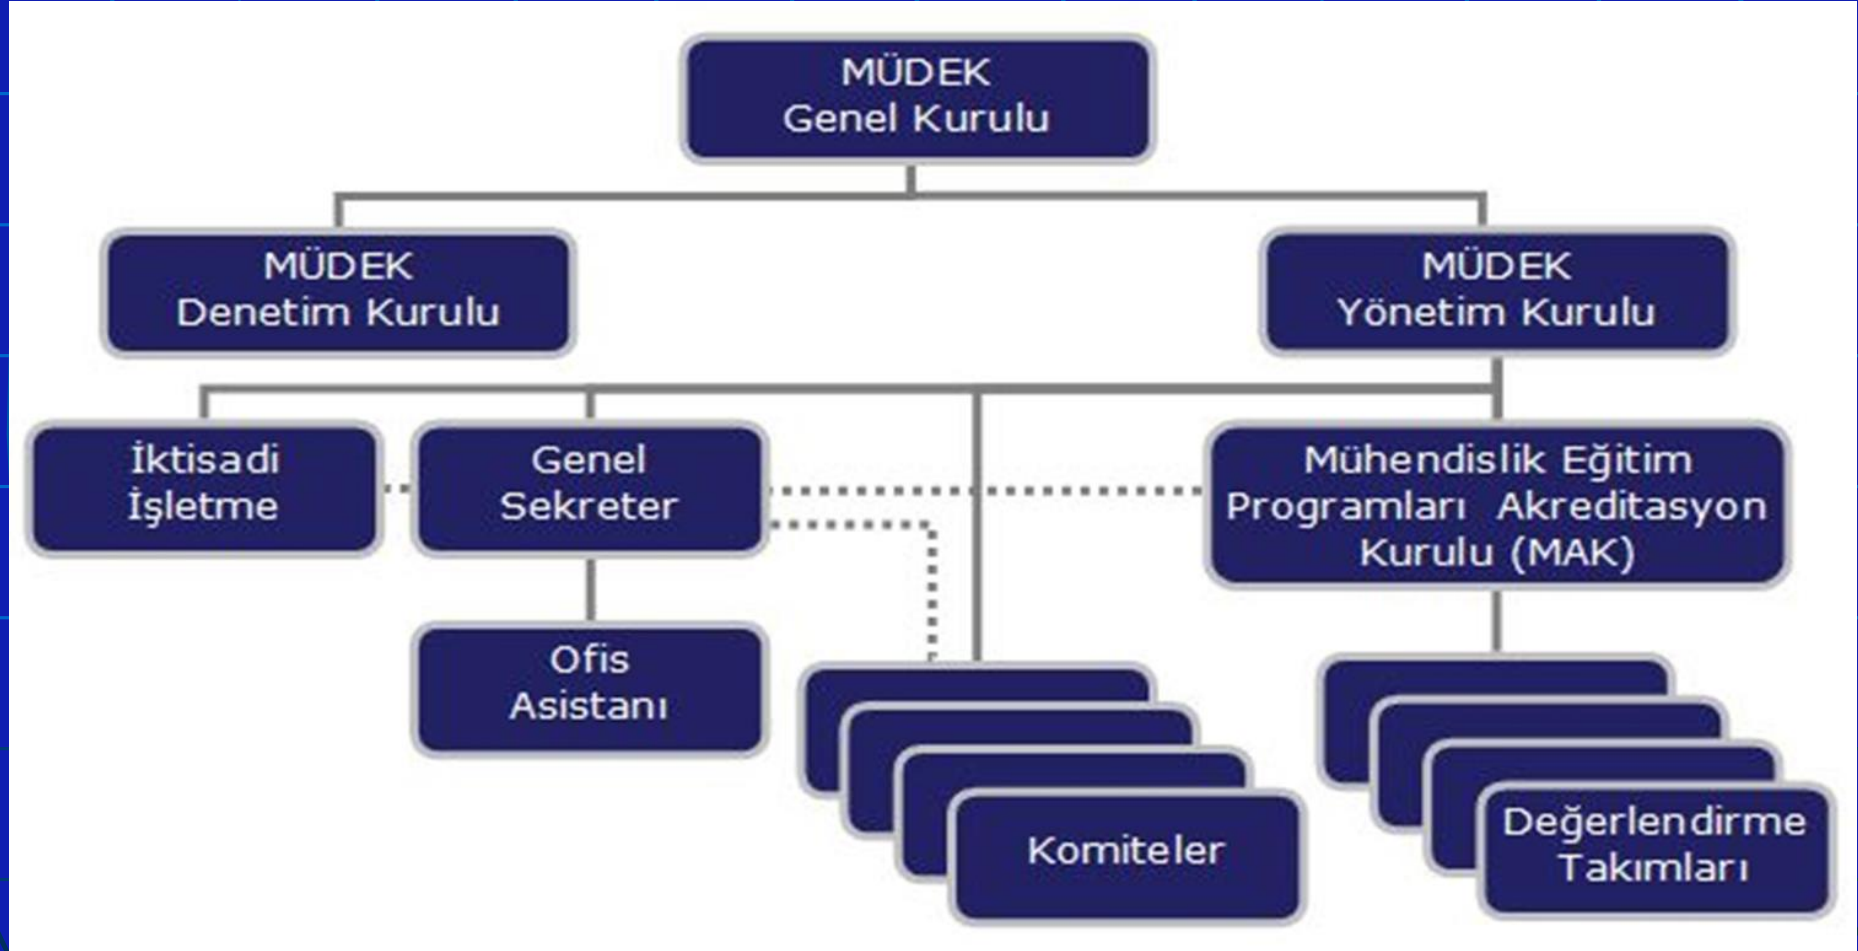 MÜDEK
Genel Kurulu
MÜDEK
Denetim Kurulu
MÜDEK
Yönetim Kurulu
İktisadi
İşletme
Genel
Sekreter
Mühendislik Eğitim
Programları Akreditasyon
Kurulu (MAK)
Ofis
Asistanı
Komiteler
Değerlendirme
Takımları